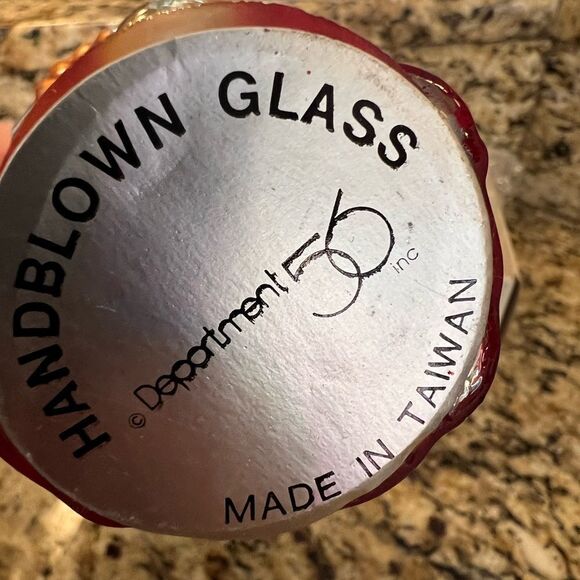 HANDBLOWN GLASS
© Department 56 inc
MADE IN TAIWAN